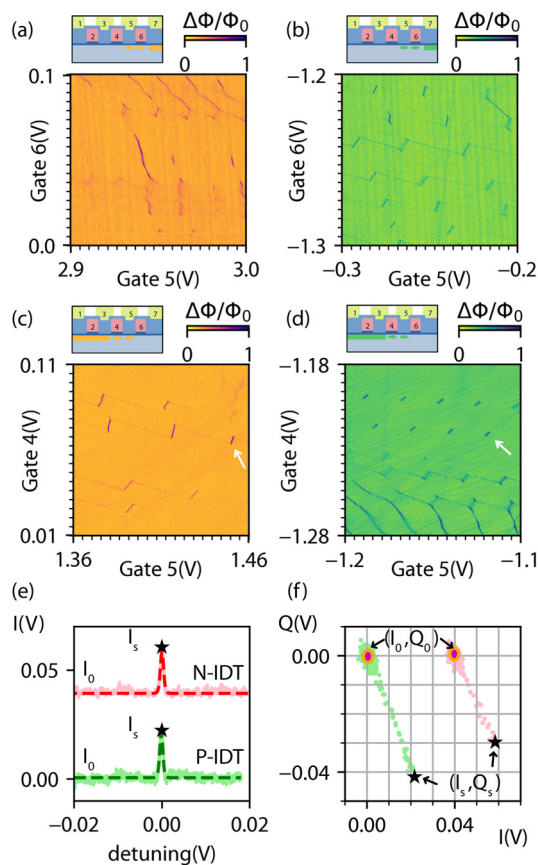 (a)
1 3 5 7
2 4 6
ΔΦ/Φ0
0 1
0.1
Gate 6(V)
0.0
2.9 3.0
Gate 5(V)
(b)
1 3 5 7
2 4 6
ΔΦ/Φ0
0 1
−1.2
Gate 6(V)
−1.3
−0.3 −0.2
Gate 5(V)
(c)
1 3 5 7
2 4 6
ΔΦ/Φ0
0 1
0.11
Gate 4(V)
0.01
1.36 1.46
Gate 5(V)
(d)
1 3 5 7
2 4 6
ΔΦ/Φ0
0 1
−1.18
Gate 4(V)
−1.28
−1.2 −1.1
Gate 5(V)
(e)
I(V)
Is
I0 N-IDT
0.05
Is
I0 P-IDT
0.00
−0.02 0.00 0.02
detuning(V)
(f)
Q(V)
(I0,Q0)
0.00
(Is,Qs)
−0.04
0.00 0.04
I(V)